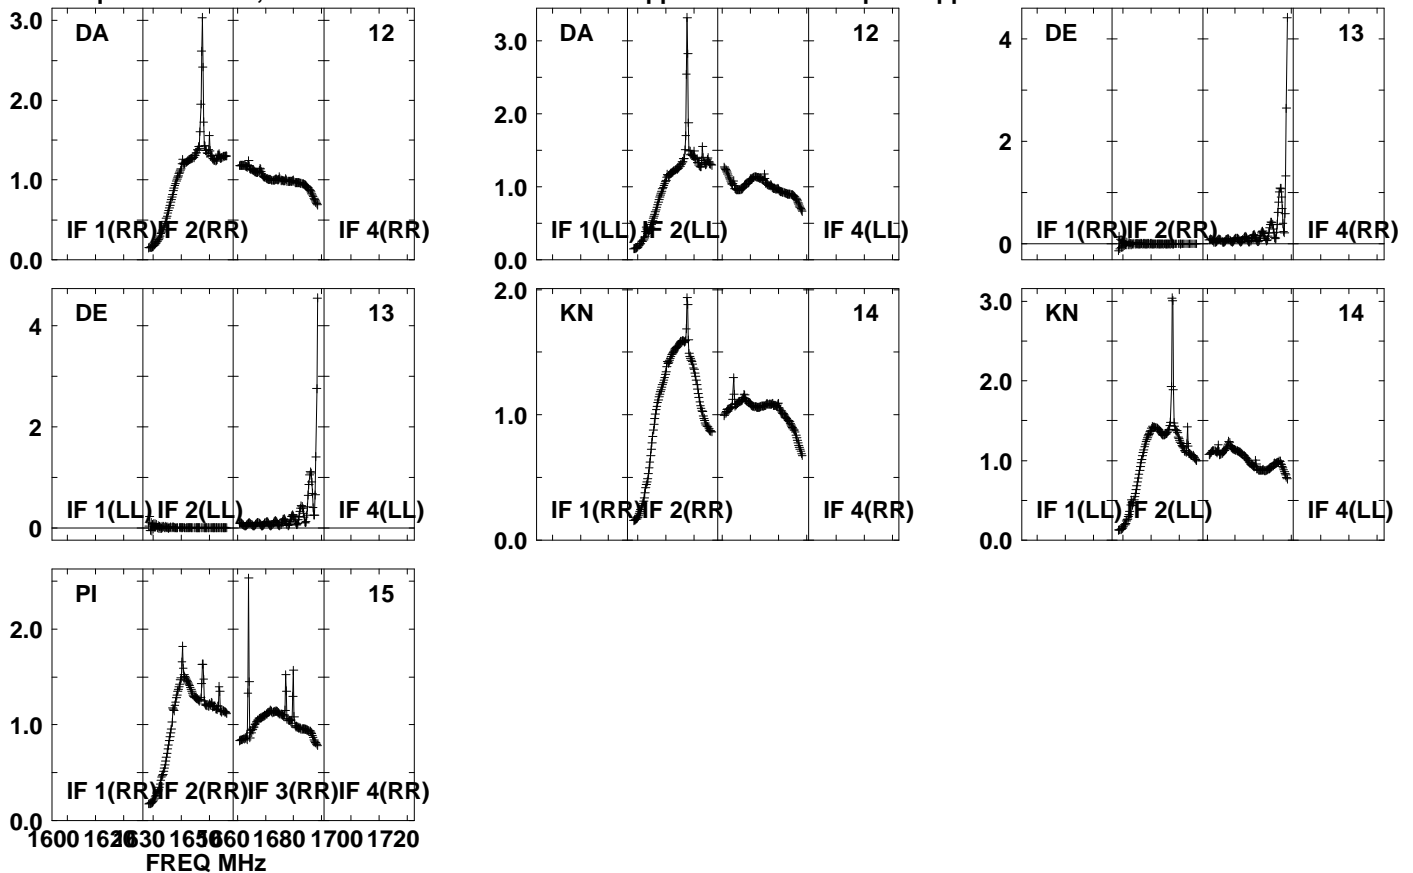 DA 12
3.0
2.0
1.0
0.0
IF 1(RR) IF 2(RR) IF 4(RR)
DA 12
3.0
2.0
1.0
0.0
IF 1(LL) IF 2(LL) IF 4(LL)
DE 13
4
2
0
IF 1(RR) IF 2(RR) IF 4(RR)
DE 13
4
2
0
IF 1(LL) IF 2(LL) IF 4(LL)
KN 14
2.0
1.0
0.0
IF 1(RR) IF 2(RR) IF 4(RR)
KN 14
3.0
2.0
1.0
0.0
IF 1(LL) IF 2(LL) IF 4(LL)
PI 15
2.0
1.0
0.0
IF 1(RR) IF 2(RR) IF 3(RR) IF 4(RR)
1600 1620 1630 1650 1660 1680 1700 1720
FREQ MHz